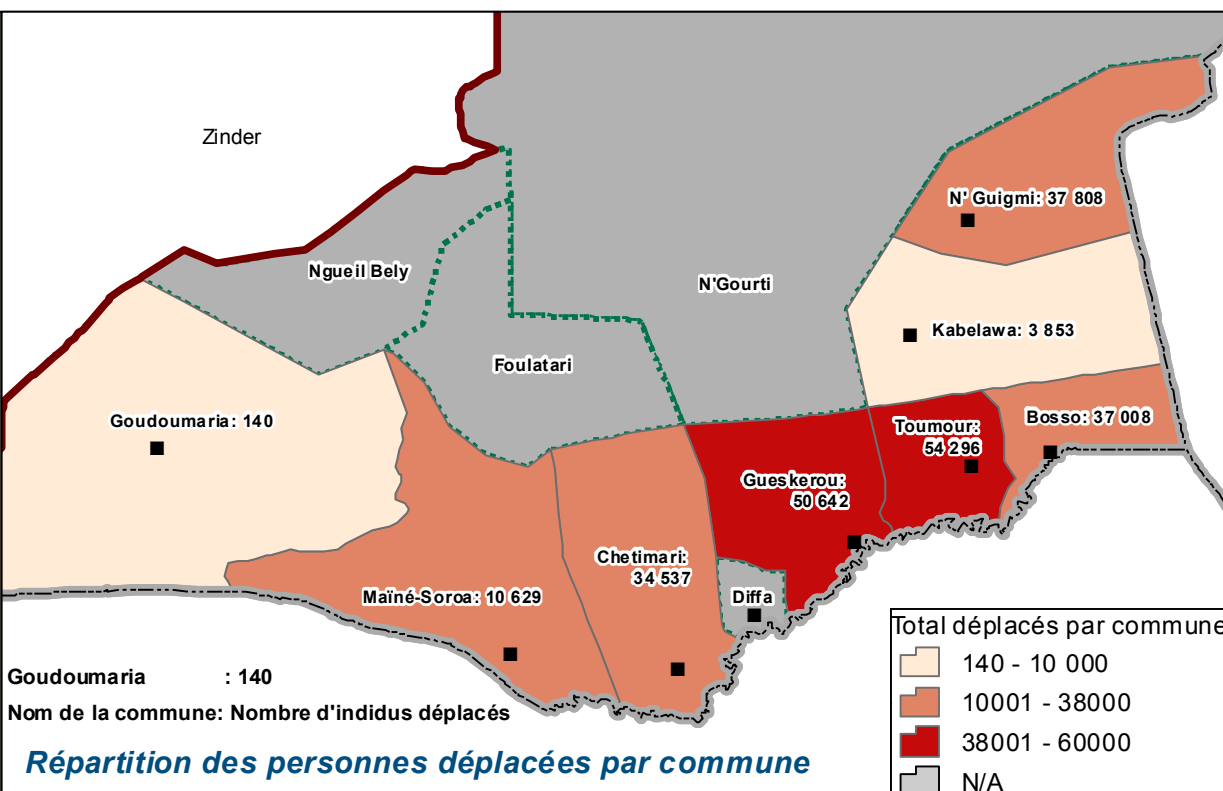 Zinder
N' Guigmi: 37 808
Ngueil Bely
N'Gourti
Kabelawa: 3 853
Foulatari
Goudoumaria: 140
Bosso: 37 008
Toumour:
54 296
Gueskerou:
50 642
Chetimari:
34 537
Maïné-Soroa: 10 629
Diffa
Total déplacés par commune
140 - 10 000
10001 - 38000
38001 - 60000
N/A
Goudoumaria : 140
Nom de la commune: Nombre d'indidus déplacés
Répartition des personnes déplacées par commune